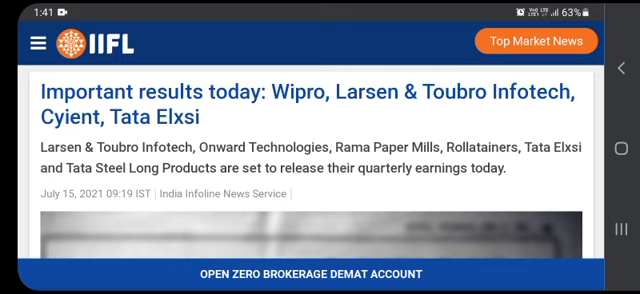 1:41
63%
IIFL
Top Market News
Important results today: Wipro, Larsen & Toubro Infotech,
Cyient, Tata Elxsi
Larsen & Toubro Infotech, Onward Technologies, Rama Paper Mills, Rollatainers, Tata Elxsi
and Tata Steel Long Products are set to release their quarterly earnings today.
July 15, 2021 09:19 IST | India Infoline News Service |
OPEN ZERO BROKERAGE DEMAT ACCOUNT